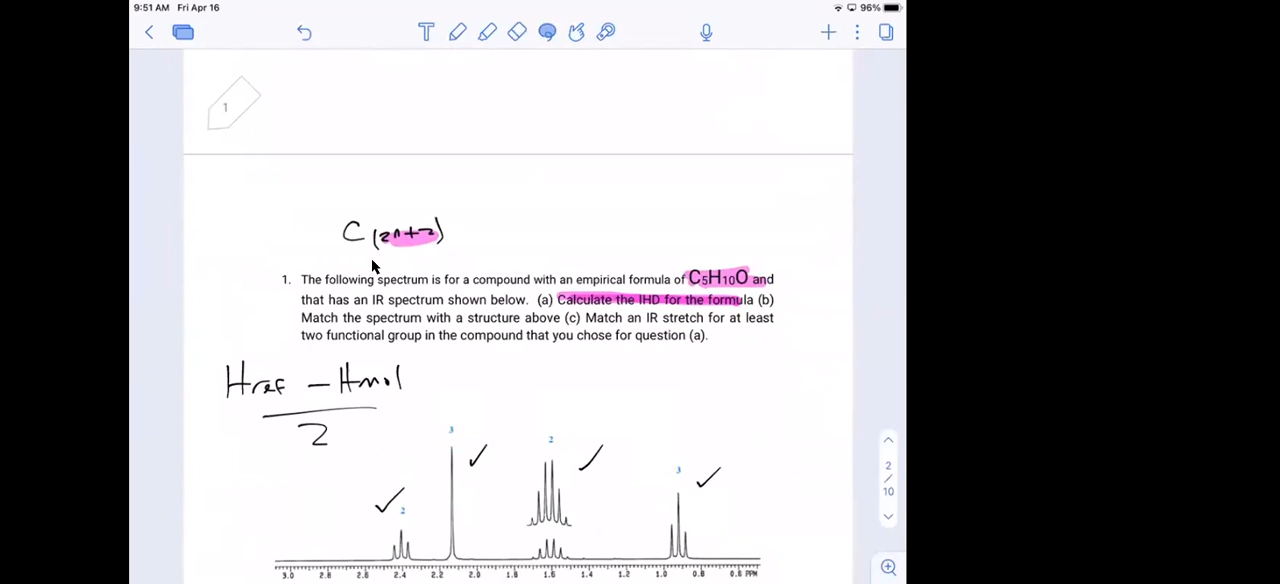 9:51 AM Fri Apr 16
96%
T
1
C (2n+2)
1. The following spectrum is for a compound with an empirical formula of C5H10O and
that has an IR spectrum shown below. (a) Calculate the IHD for the formula (b)
Match the spectrum with a structure above (c) Match an IR stretch for at least
two functional group in the compound that you chose for question (a).
Href – Hmol
2
3
2
3
2
2
/
10
3.0 2.8 2.6 2.4 2.2 2.0 1.8 1.6 1.4 1.2 1.0 0.8 0.6 PPM